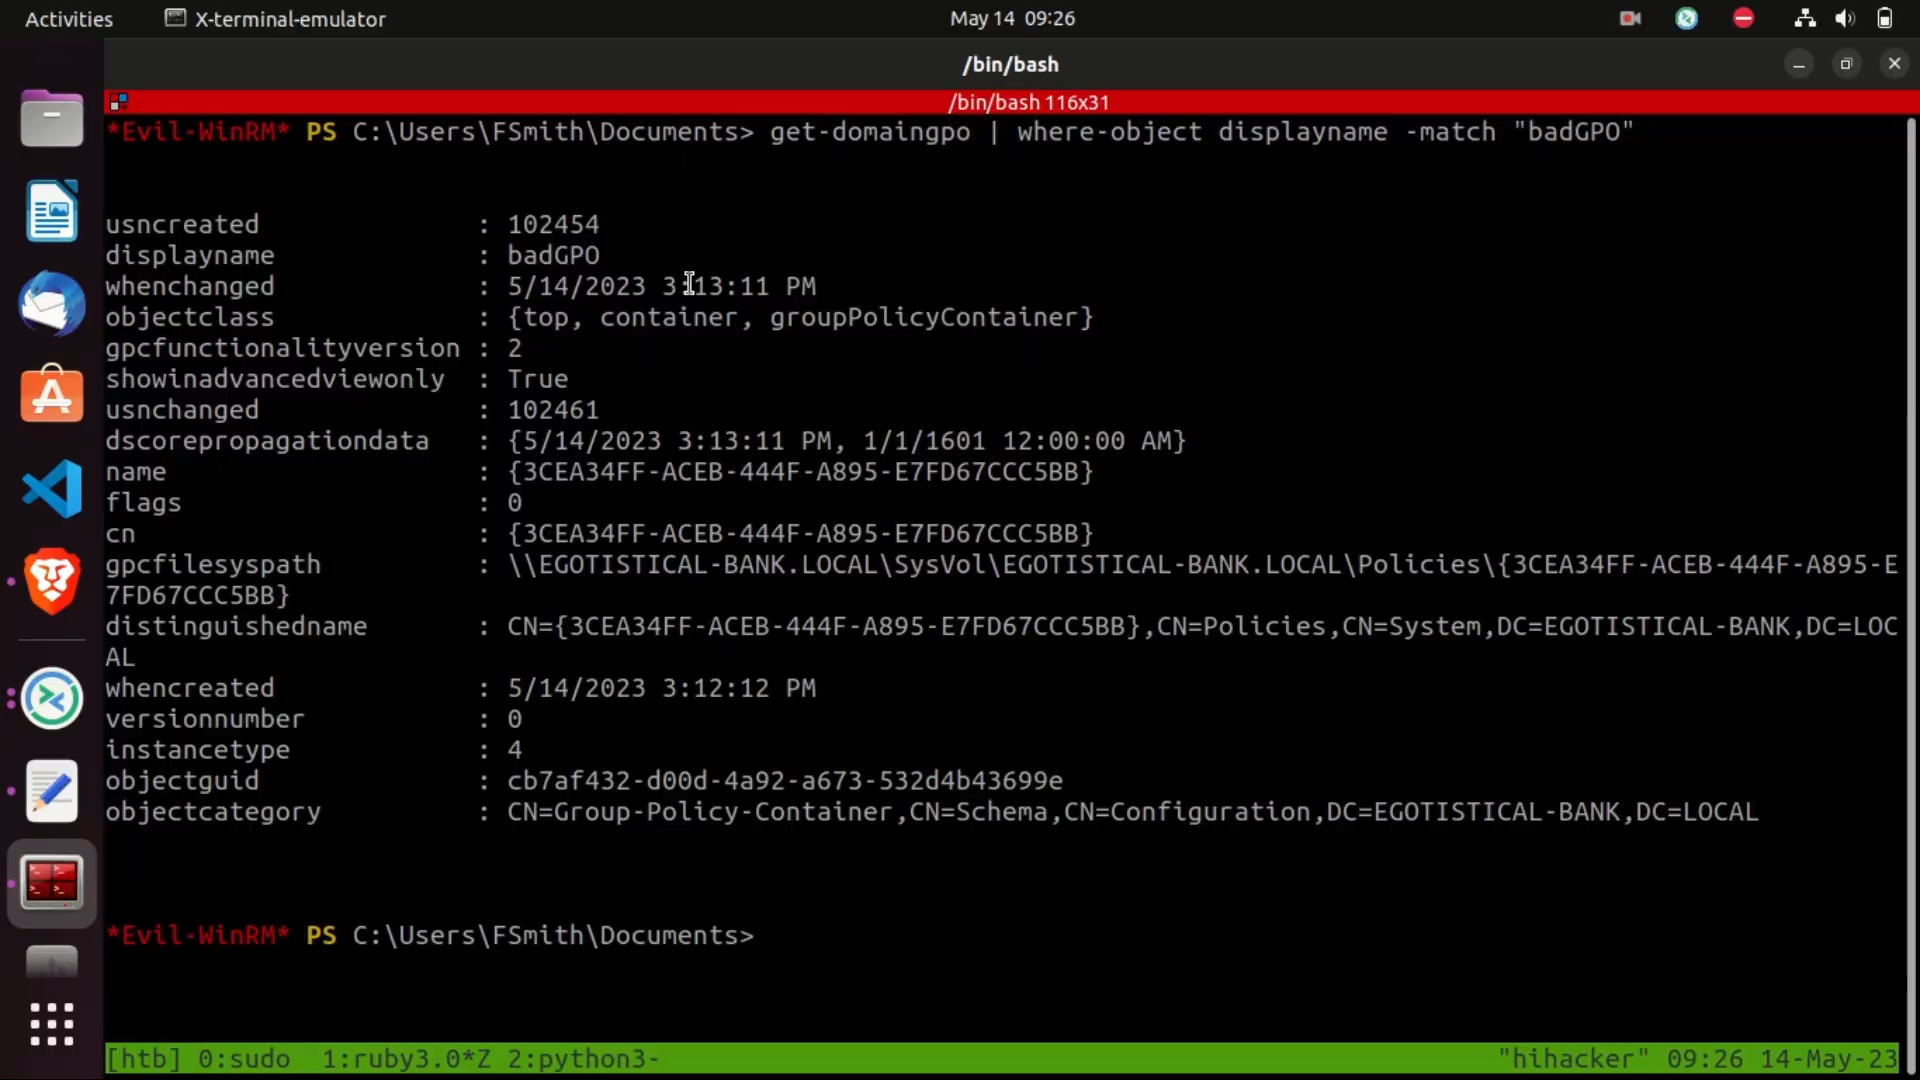 Activities X-terminal-emulator May 14 09:26
/bin/bash
/bin/bash 116x31
*Evil-WinRM* PS C:\Users\FSmith\Documents> get-domaingpo | where-object displayname -match "badGPO"
usncreated : 102454
displayname : badGPO
whenchanged : 5/14/2023 3:13:11 PM
objectclass : {top, container, groupPolicyContainer}
gpcfunctionalityversion : 2
showinadvancedviewonly : True
usnchanged : 102461
dscorepropagationdata : {5/14/2023 3:13:11 PM, 1/1/1601 12:00:00 AM}
name : {3CEA34FF-ACEB-444F-A895-E7FD67CCC5BB}
flags : 0
cn : {3CEA34FF-ACEB-444F-A895-E7FD67CCC5BB}
gpcfilesyspath : \\EGOTISTICAL-BANK.LOCAL\SysVol\EGOTISTICAL-BANK.LOCAL\Policies\{3CEA34FF-ACEB-444F-A895-E
7FD67CCC5BB}
distinguishedname : CN={3CEA34FF-ACEB-444F-A895-E7FD67CCC5BB},CN=Policies,CN=System,DC=EGOTISTICAL-BANK,DC=LOC
AL
whencreated : 5/14/2023 3:12:12 PM
versionnumber : 0
instancetype : 4
objectguid : cb7af432-d00d-4a92-a673-532d4b43699e
objectcategory : CN=Group-Policy-Container,CN=Schema,CN=Configuration,DC=EGOTISTICAL-BANK,DC=LOCAL
*Evil-WinRM* PS C:\Users\FSmith\Documents>
[htb] 0:sudo 1:ruby3.0*Z 2:python3- "hihacker" 09:26 14-May-23